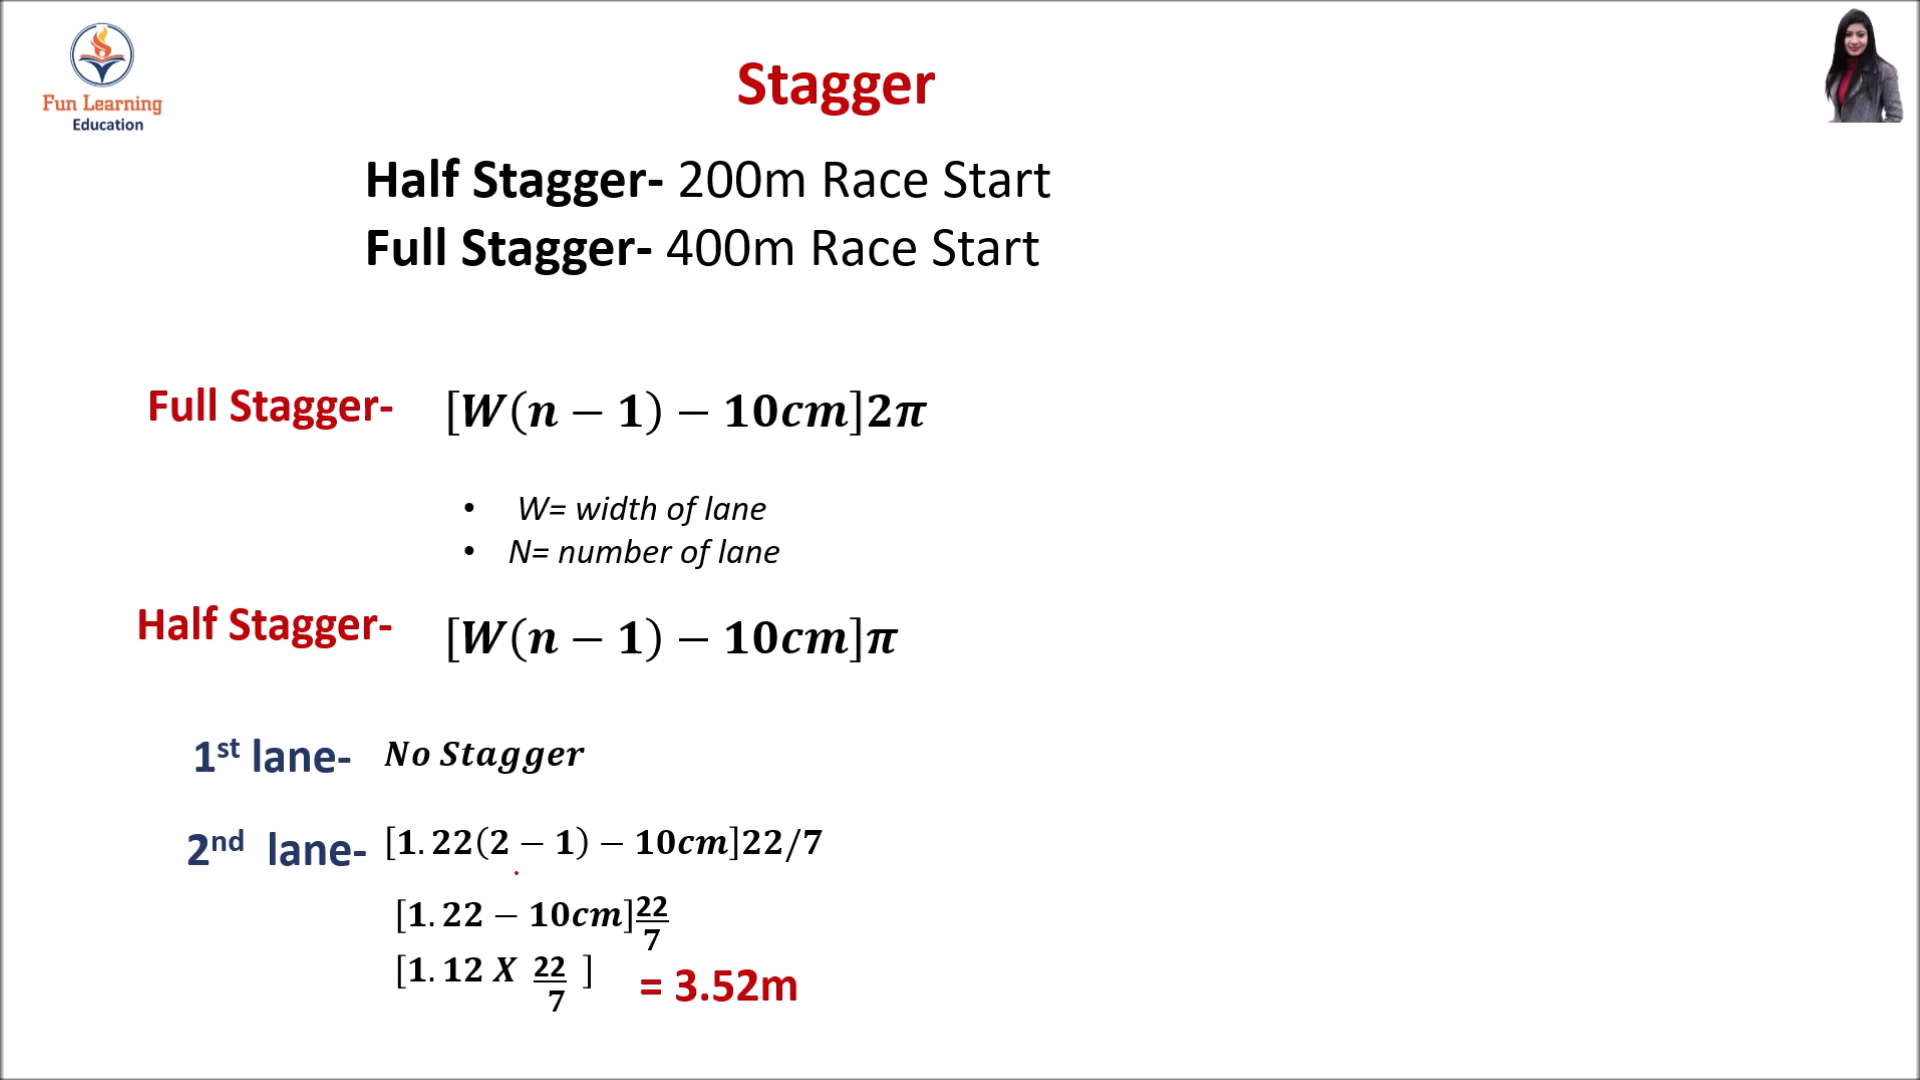 Fun Learning
Education
Stagger
Half Stagger- 200m Race Start
Full Stagger- 400m Race Start
Full Stagger- [W(n − 1) − 10cm]2π
• W= width of lane
• N= number of lane
Half Stagger- [W(n − 1) − 10cm]π
1st lane- No Stagger
2nd lane- [1.22(2 − 1) − 10cm]22/7
[1.22 − 10cm]22/7
[1.12 X 22/7 ] = 3.52m